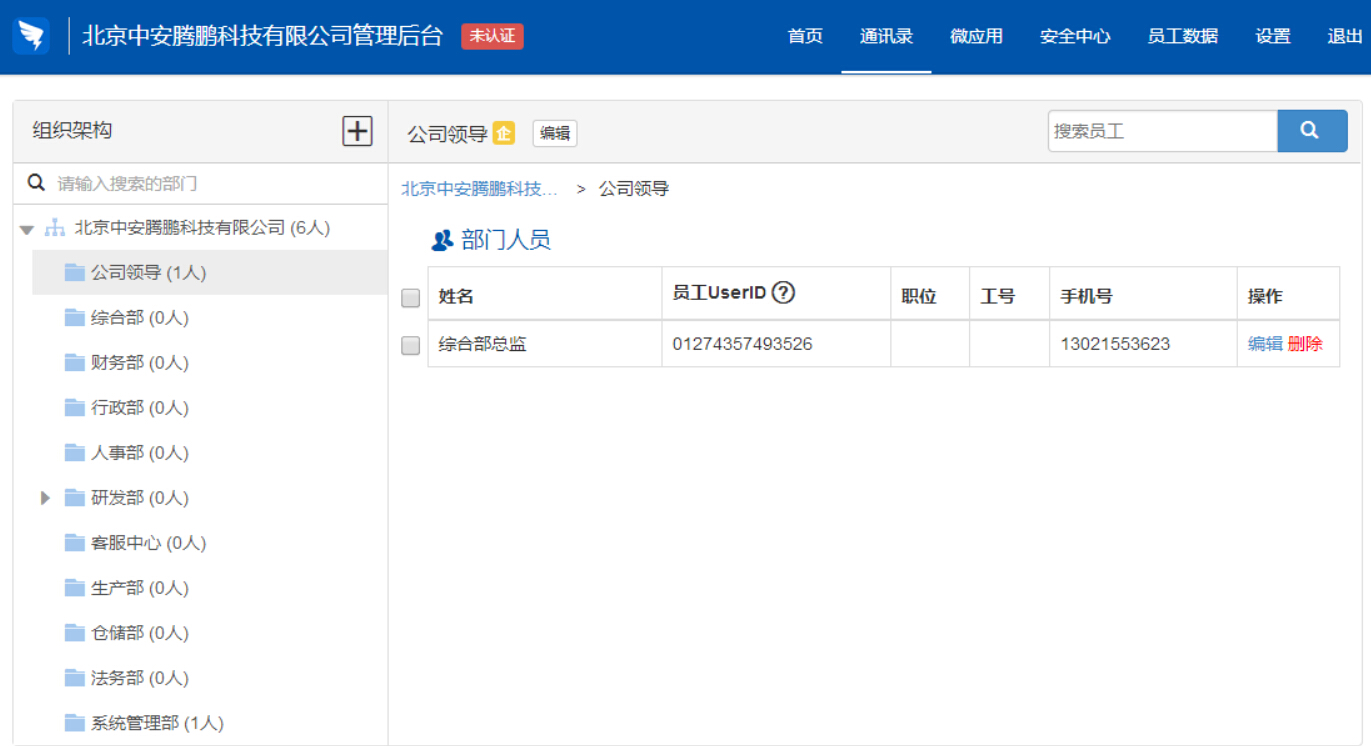 北京中安腾鹏科技有限公司管理后台 未认证 首页 通讯录 微应用 安全中心 员工数据 设置 退出
组织架构
请输入搜索的部门
北京中安腾鹏科技有限公司 (6人)
公司领导 (1人)
综合部 (0人)
财务部 (0人)
行政部 (0人)
人事部 (0人)
研发部 (0人)
客服中心 (0人)
生产部 (0人)
仓储部 (0人)
法务部 (0人)
系统管理部 (1人)
公司领导 企 编辑 搜索员工
北京中安腾鹏科技... > 公司领导
部门人员
姓名 员工UserID ? 职位 工号 手机号 操作
综合部总监 01274357493526 13021553623 编辑 删除